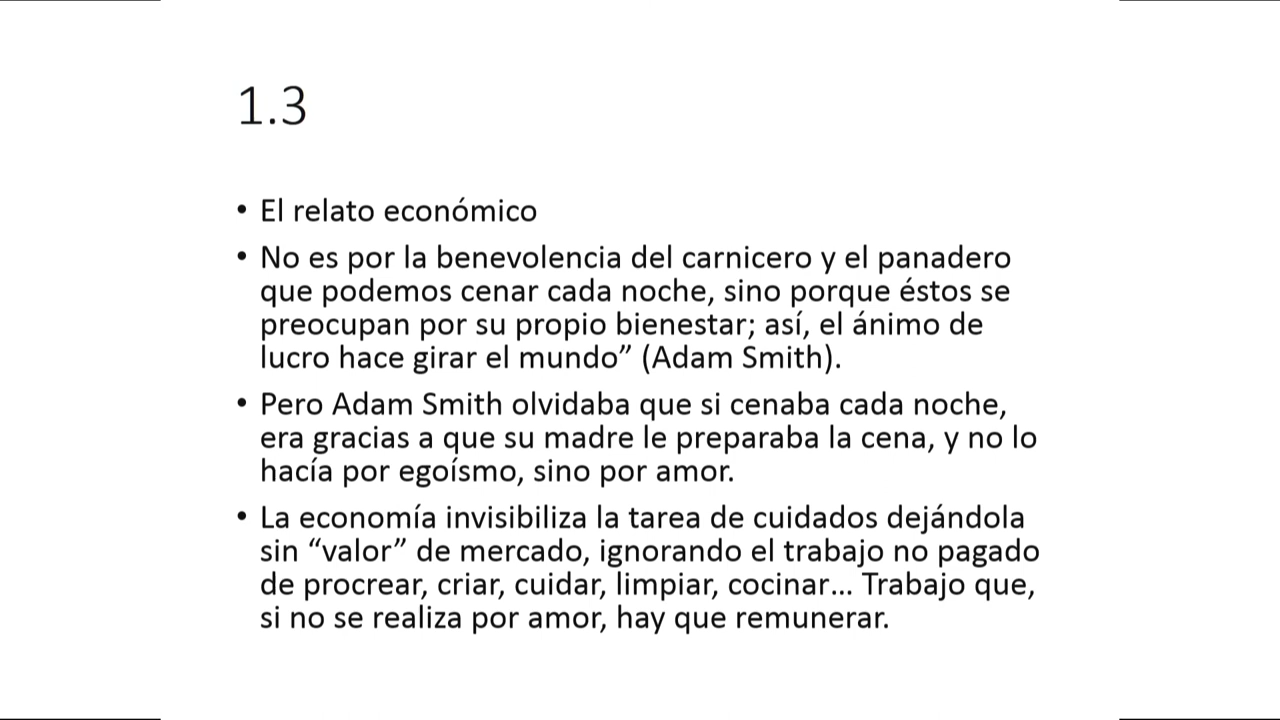 1.3
• El relato económico
• No es por la benevolencia del carnicero y el panadero
que podemos cenar cada noche, sino porque éstos se
preocupan por su propio bienestar; así, el ánimo de
lucro hace girar el mundo” (Adam Smith).
• Pero Adam Smith olvidaba que si cenaba cada noche,
era gracias a que su madre le preparaba la cena, y no lo
hacía por egoísmo, sino por amor.
• La economía invisibiliza la tarea de cuidados dejándola
sin “valor” de mercado, ignorando el trabajo no pagado
de procrear, criar, cuidar, limpiar, cocinar... Trabajo que,
si no se realiza por amor, hay que remunerar.